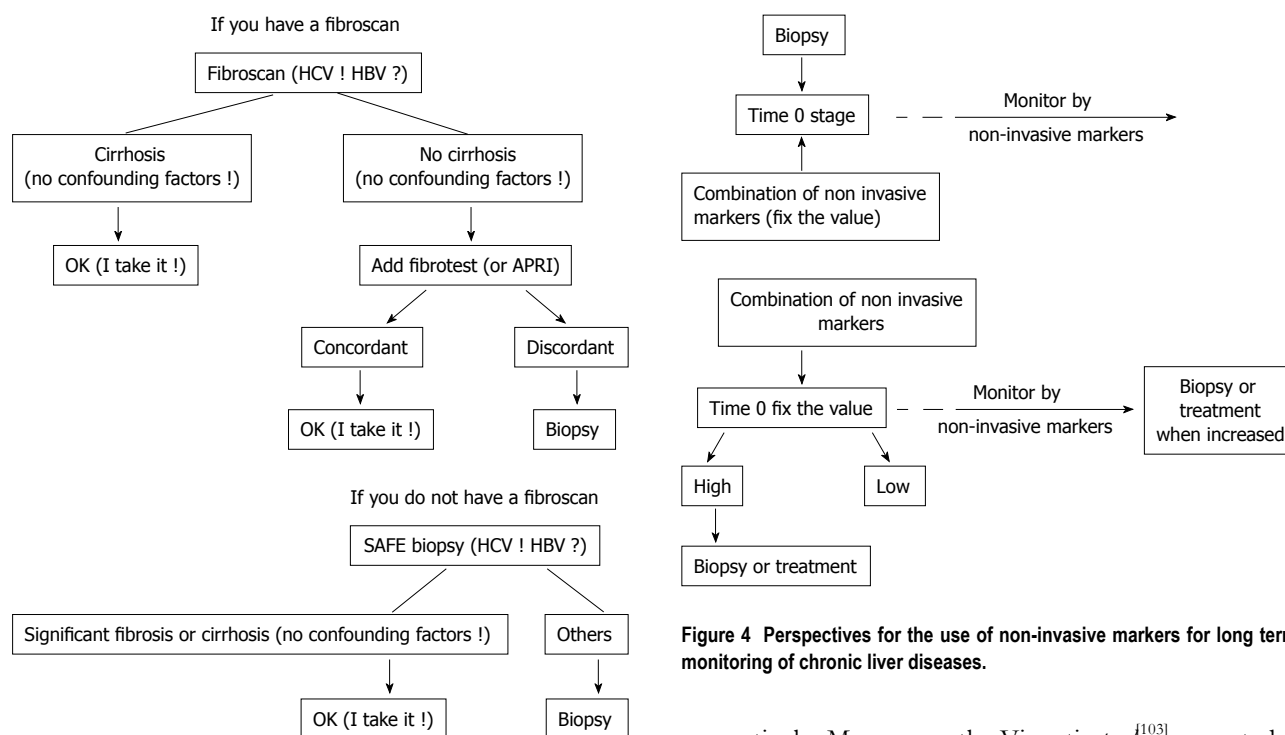 If you have a fibroscan
Fibroscan (HCV ! HBV ?)
Cirrhosis
(no confounding factors !)
No cirrhosis
(no confounding factors !)
OK (I take it !)
Add fibrotest (or APRI)
Concordant
Discordant
OK (I take it !)
Biopsy
If you do not have a fibroscan
SAFE biopsy (HCV ! HBV ?)
Significant fibrosis or cirrhosis (no confounding factors !)
Others
OK (I take it !)
Biopsy
Biopsy
Time 0 stage
Monitor by
non-invasive markers
Combination of non invasive
markers (fix the value)
Combination of non invasive
markers
Time 0 fix the value
Monitor by
non-invasive markers
Biopsy or
treatment
when increased
High
Low
Biopsy or treatment
Figure 4 Perspectives for the use of non-invasive markers for long
monitoring of chronic liver diseases.
[103]